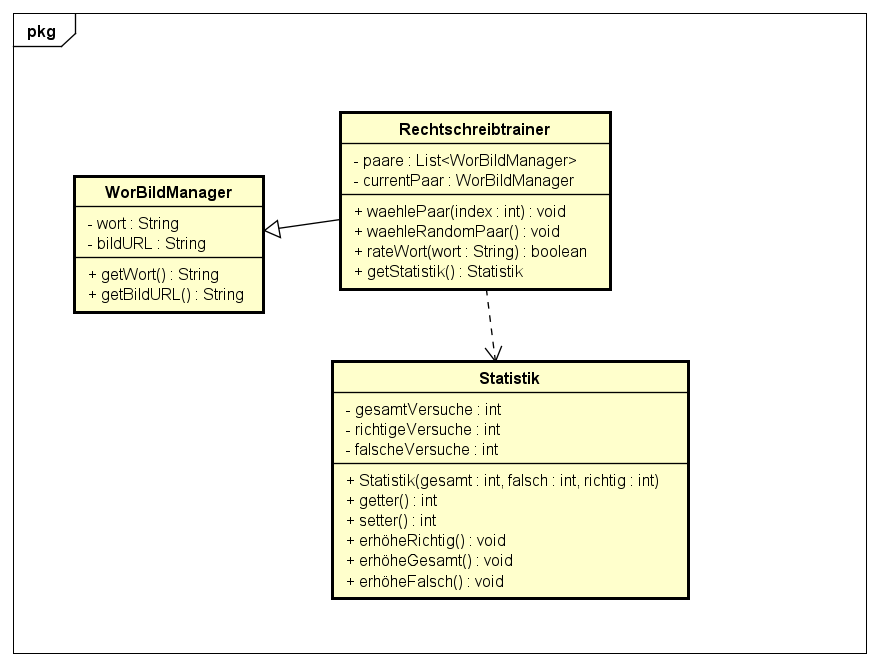 pkg
Rechtschreibtrainer
- paare : List<WorBildManager>
- currentPaar : WorBildManager
+ waehlePaar(index : int) : void
+ waehleRandomPaar() : void
+ rateWort(wort : String) : boolean
+ getStatistik() : Statistik
WorBildManager
- wort : String
- bildURL : String
+ getWort() : String
+ getBildURL() : String
Statistik
- gesamtVersuche : int
- richtigeVersuche : int
- falscheVersuche : int
+ Statistik(gesamt : int, falsch : int, richtig : int)
+ getter() : int
+ setter() : int
+ erhöheRichtig() : void
+ erhöheGesamt() : void
+ erhöheFalsch() : void